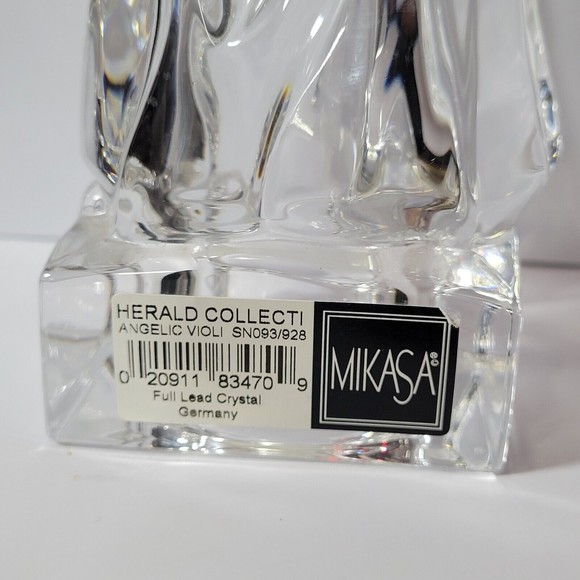 HERALD COLLECTI
ANGELIC VIOLI SN093/928
0 20911 83470 9
Full Lead Crystal
Germany
MIKASA©®